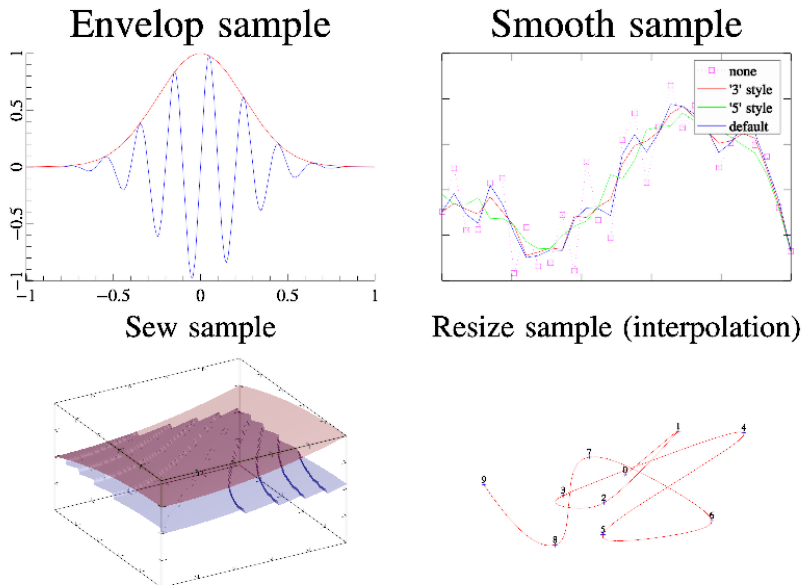 Envelop sample
1
0.5
0
−0.5
−1
−1
−0.5
0
0.5
1
Smooth sample
none
'3' style
'5' style
default
Sew sample
Resize sample (interpolation)
1
4
7
0
9
3
2
6
5
8